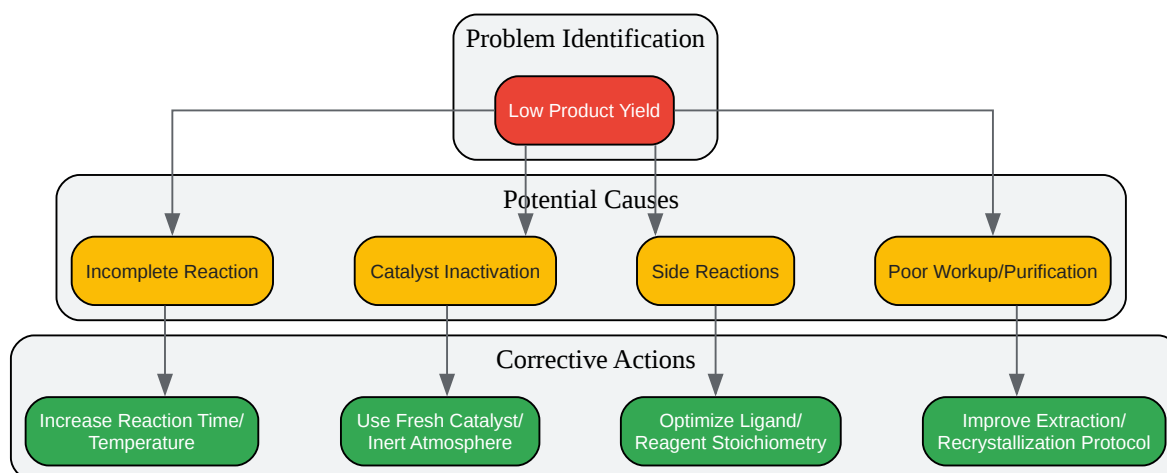 Problem Identification
Low Product Yield
Potential Causes
Incomplete Reaction
Catalyst Inactivation
Side Reactions
Poor Workup/Purification
Corrective Actions
Increase Reaction Time/
Temperature
Use Fresh Catalyst/
Inert Atmosphere
Optimize Ligand/
Reagent Stoichiometry
Improve Extraction/
Recrystallization Protocol